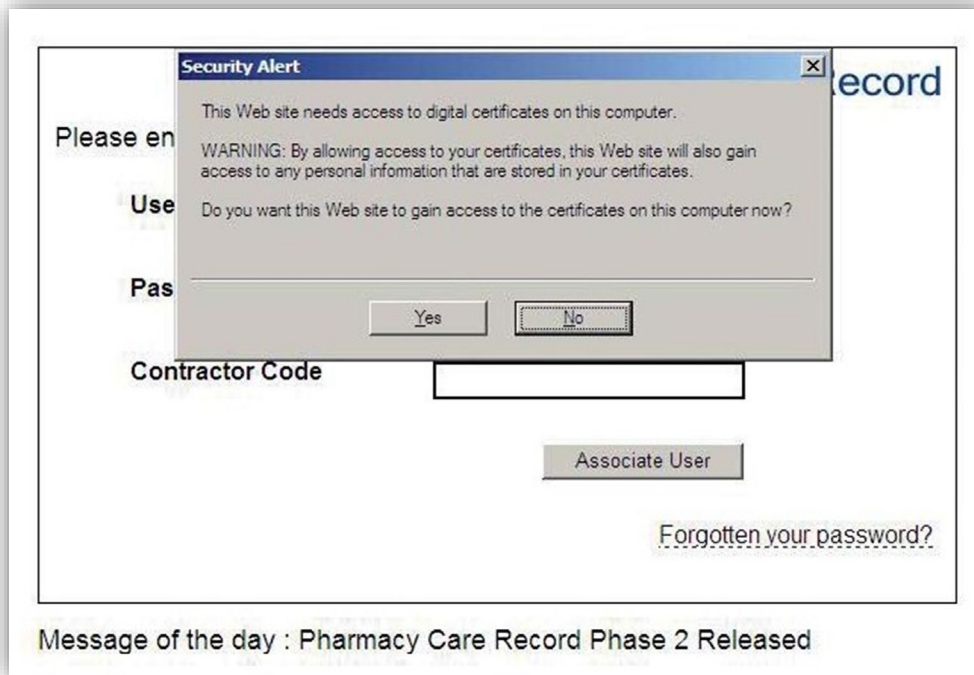 Security Alert
This Web site needs access to digital certificates on this computer.
WARNING: By allowing access to your certificates, this Web site will also gain
access to any personal information that are stored in your certificates.
Do you want this Web site to gain access to the certificates on this computer now?
Yes
No
Please en
Use
Pas
Contractor Code
Associate User
Forgotten your password?
Message of the day : Pharmacy Care Record Phase 2 Released